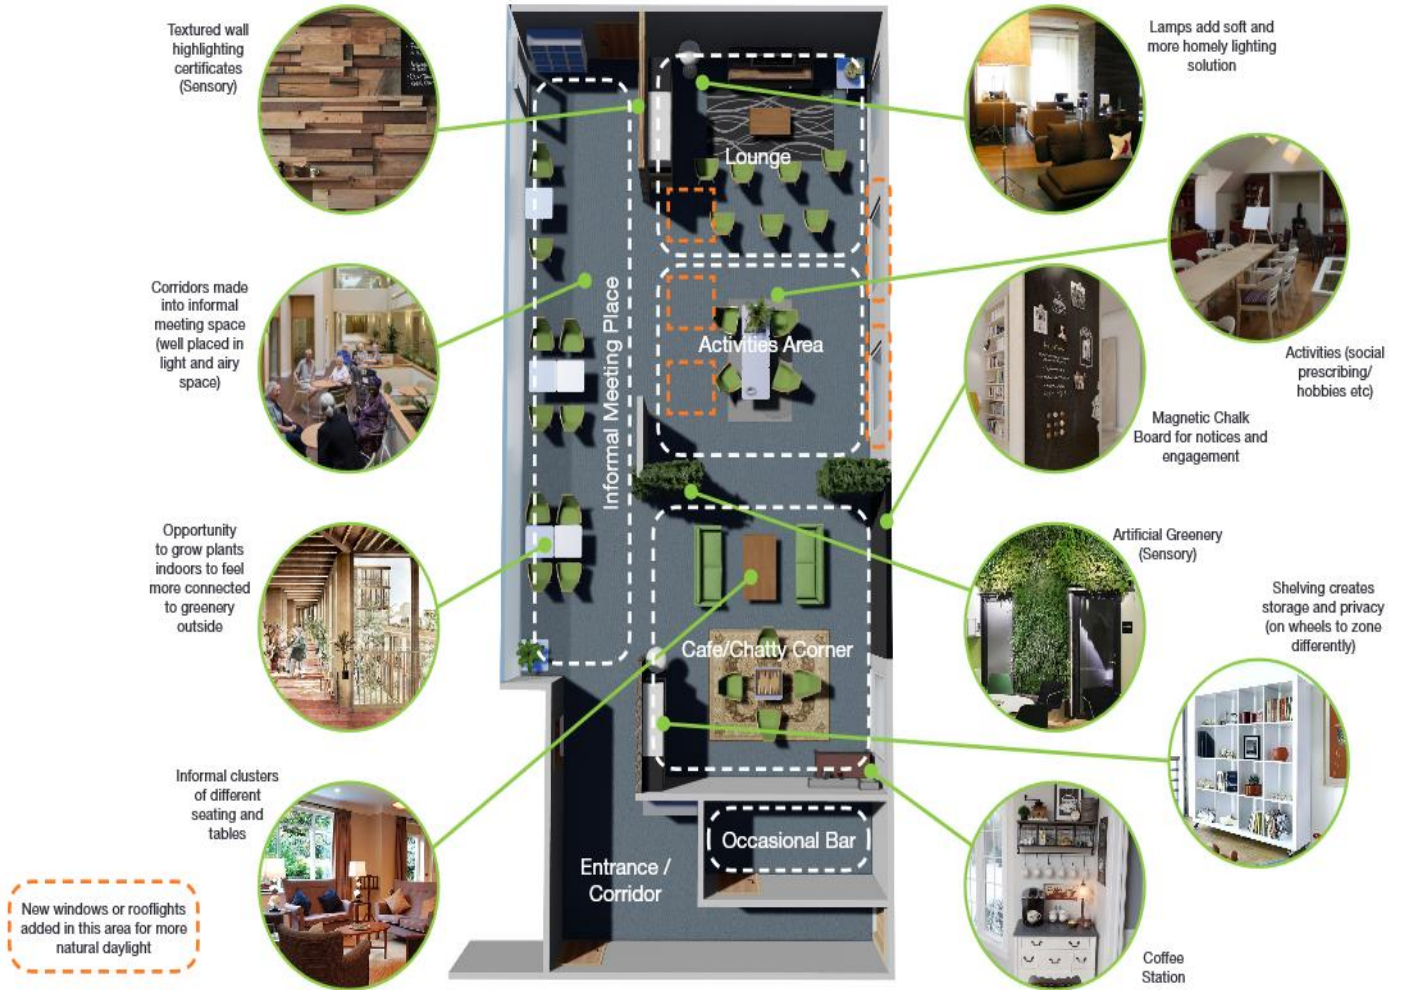 Textured wall
highlighting
certificates
(Sensory)
Lamps add soft and
more homely lighting
solution
Lounge
Corridors made
into informal
meeting space
(well placed in
light and airy
space)
Informal Meeting Place
Activities Area
Activities (social
prescribing/
hobbies etc)
Magnetic Chalk
Board for notices and
engagement
Opportunity
to grow plants
indoors to feel
more connected
to greenery
outside
Artificial Greenery
(Sensory)
Shelving creates
storage and privacy
(on wheels to zone
differently)
Cafe/Chatty Corner
Informal clusters
of different
seating and
tables
Occasional Bar
Entrance /
Corridor
New windows or rooflights
added in this area for more
natural daylight
Coffee
Station